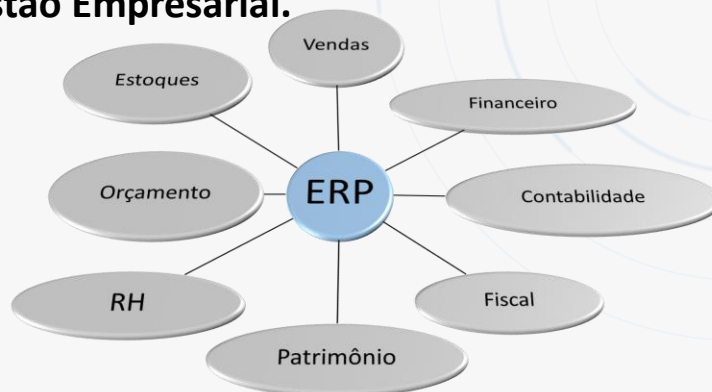 stão Empresarial.
Vendas
Estoques
Financeiro
Orçamento
ERP
Contabilidade
RH
Fiscal
Patrimônio